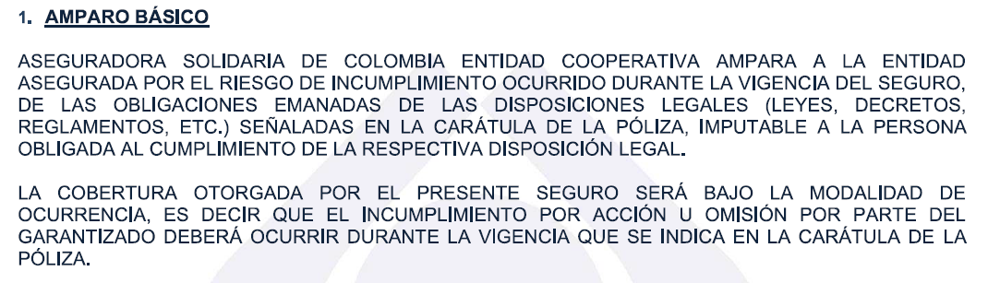 1. AMPARO BÁSICO
ASEGURADORA SOLIDARIA DE COLOMBIA ENTIDAD COOPERATIVA AMPARA A LA ENTIDAD
ASEGURADA POR EL RIESGO DE INCUMPLIMIENTO OCURRIDO DURANTE LA VIGENCIA DEL SEGURO,
DE LAS OBLIGACIONES EMANADAS DE LAS DISPOSICIONES LEGALES (LEYES, DECRETOS,
REGLAMENTOS, ETC.) SEÑALADAS EN LA CARÁTULA DE LA PÓLIZA, IMPUTABLE A LA PERSONA
OBLIGADA AL CUMPLIMIENTO DE LA RESPECTIVA DISPOSICIÓN LEGAL.
LA COBERTURA OTORGADA POR EL PRESENTE SEGURO SERÁ BAJO LA MODALIDAD DE
OCURRENCIA, ES DECIR QUE EL INCUMPLIMIENTO POR ACCIÓN U OMISIÓN POR PARTE DEL
GARANTIZADO DEBERÁ OCURRIR DURANTE LA VIGENCIA QUE SE INDICA EN LA CARÁTULA DE LA
PÓLIZA.